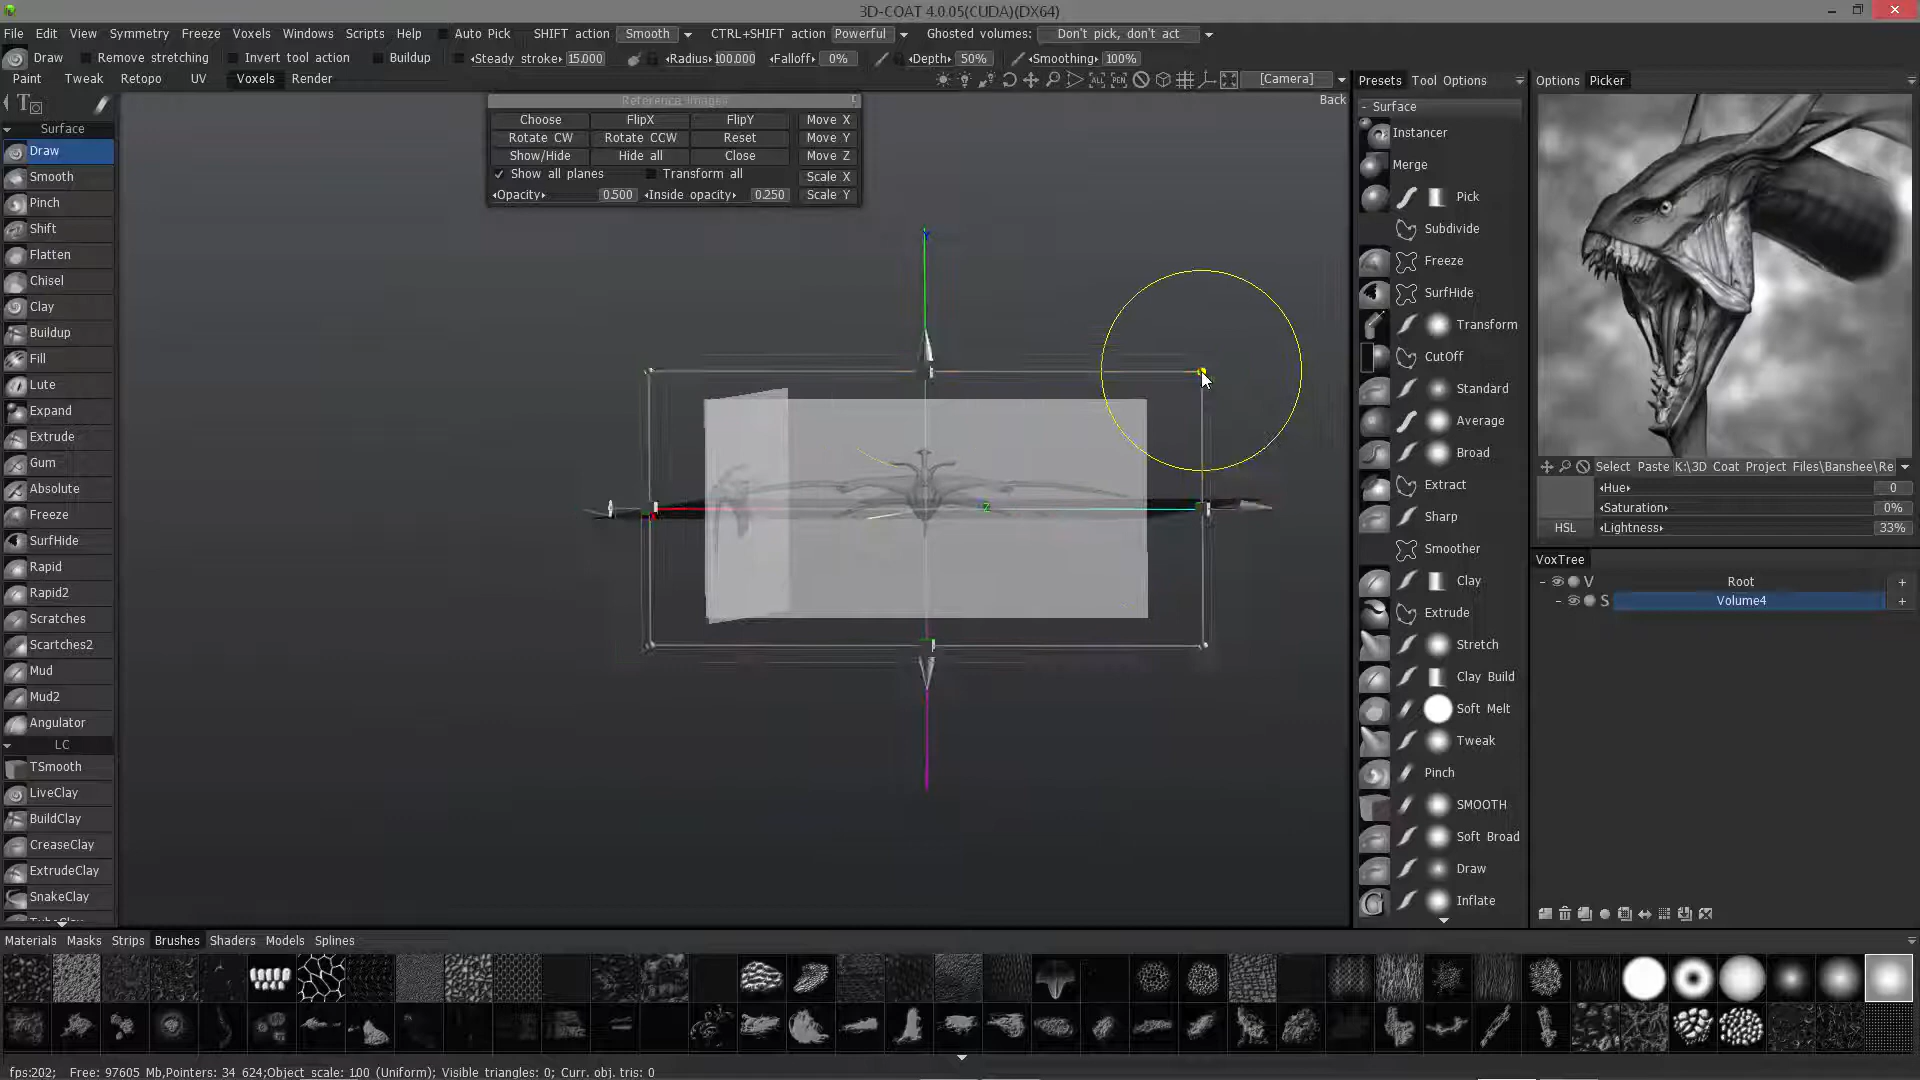 3D-COAT 4.0.05(CUDA)(DX64)
File Edit View Symmetry Freeze Voxels Windows Scripts Help Auto Pick SHIFT action Smooth CTRL+SHIFT action Powerful Ghosted volumes: Don't pick, don't act
Draw Remove stretching Invert tool action Buildup Steady stroke 15.000 Radius 100.000 Falloff 0% Depth 50% Smoothing 100%
Paint Tweak Retopo UV Voxels Render [Camera]
Back
Reference Images
Choose FlipX FlipY Move X
Rotate CW Rotate CCW Reset Move Y
Show/Hide Hide all Close Move Z
Show all planes Transform all Scale X
Opacity 0.500 Inside opacity 0.250 Scale Y
Surface
Draw
Smooth
Pinch
Shift
Flatten
Chisel
Clay
Buildup
Fill
Lute
Expand
Extrude
Gum
Absolute
Freeze
SurfHide
Rapid
Rapid2
Scratches
Scartches2
Mud
Mud2
Angulator
LC
TSmooth
LiveClay
BuildClay
CreaseClay
ExtrudeClay
SnakeClay
Y
Z
Presets Tool Options
- Surface
Instancer
Merge
Pick
Subdivide
Freeze
SurfHide
Transform
CutOff
Standard
Average
Broad
Extract
Sharp
Smoother
Clay
Extrude
Stretch
Clay Build
Soft Melt
Tweak
Pinch
SMOOTH
Soft Broad
Draw
Inflate
Options Picker
Select Paste K:\3D Coat Project Files\Banshee\Re
Hue 0
Saturation 0%
HSL Lightness 33%
VoxTree
- V Root +
- S Volume4 +
Materials Masks Strips Brushes Shaders Models Splines
fps:202; Free: 97605 Mb,Pointers: 34 624;Object scale: 1.00 (Uniform); Visible triangles: 0; Curr. obj. tris: 0